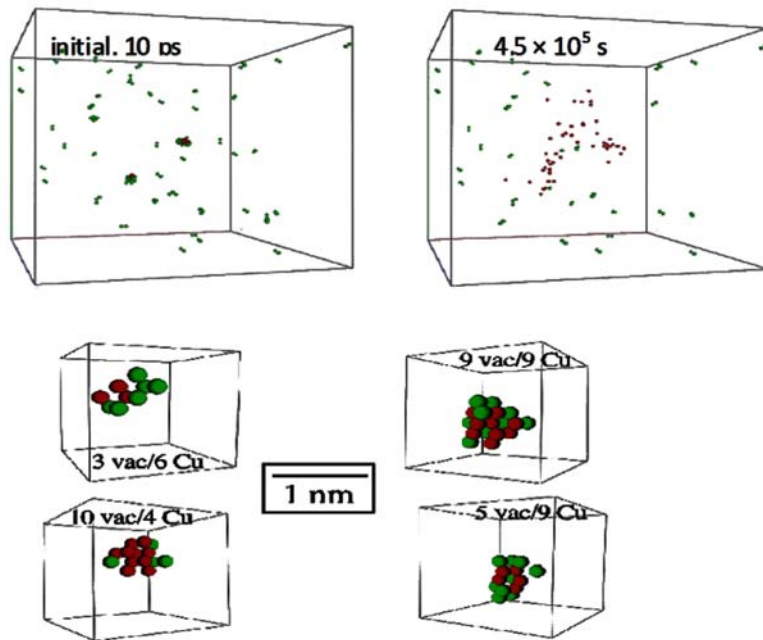 initial. 10 ps
4.5 × 10⁵ s
3 vac/6 Cu
9 vac/9 Cu
1 nm
10 vac/4 Cu
5 vac/9 Cu